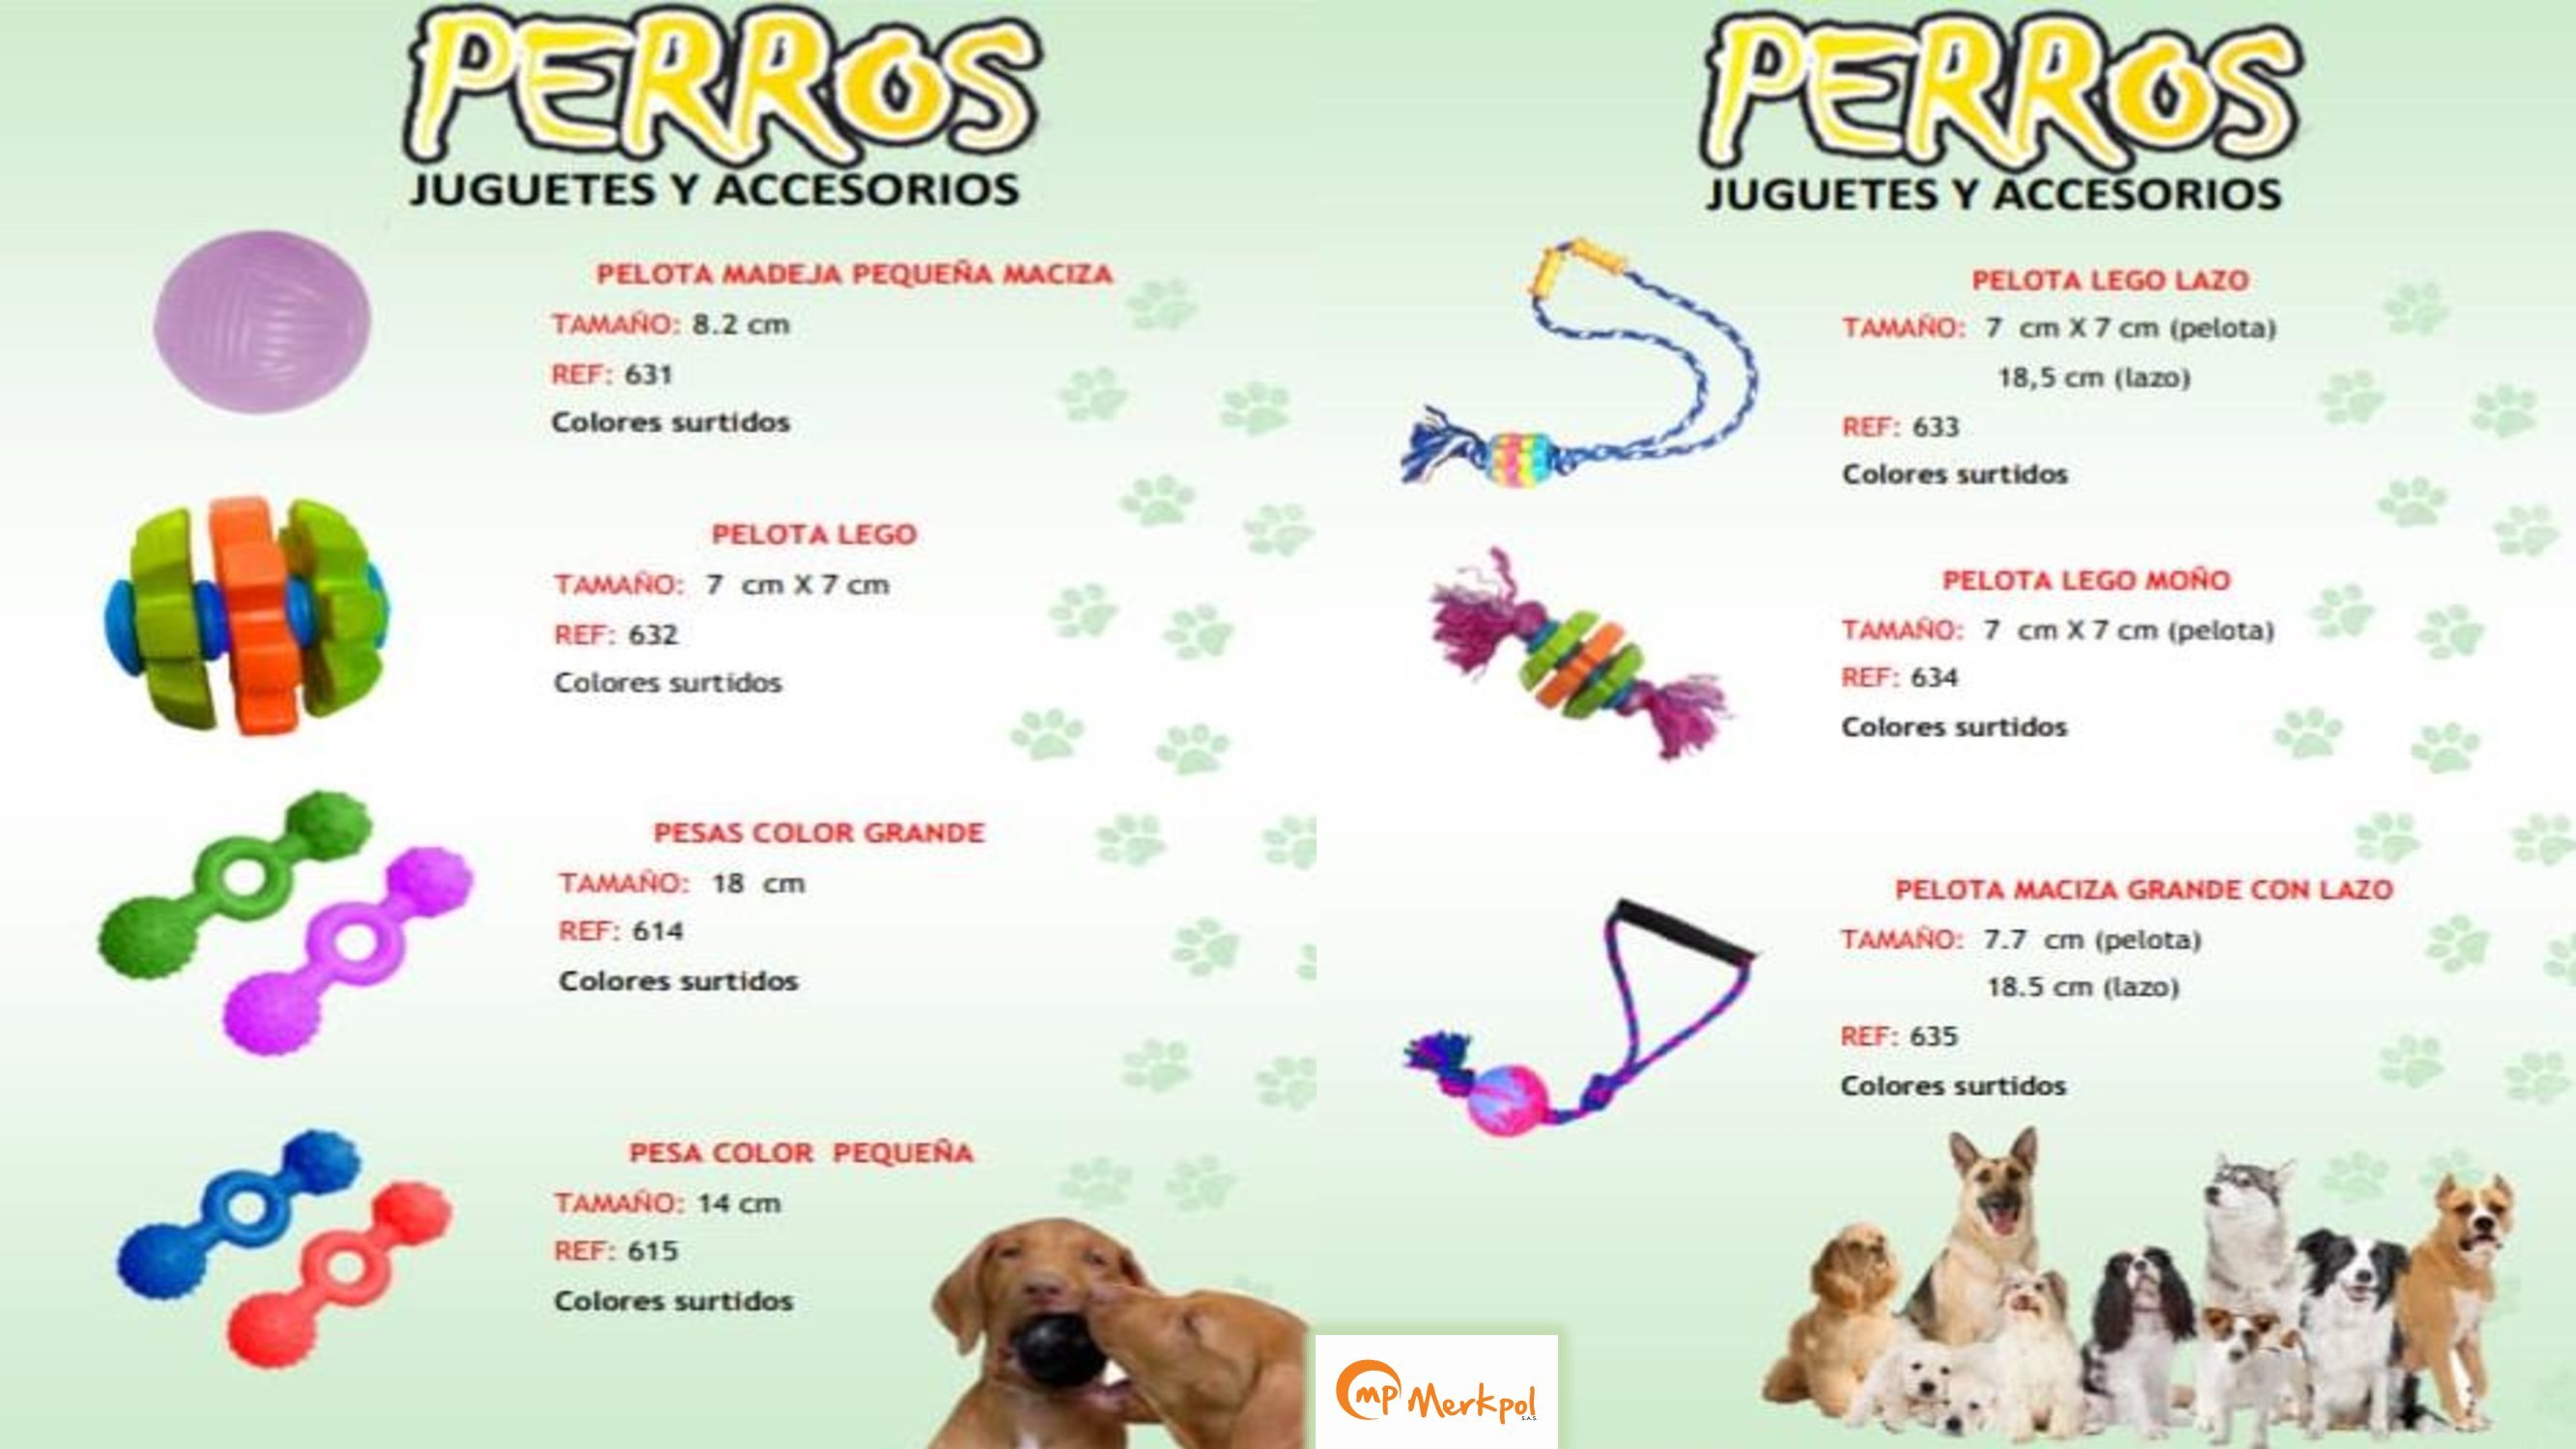 PERROS
JUGUETES Y ACCESORIOS
PELOTA MADEJA PEQUEÑA MACIZA
TAMAÑO: 8.2 cm
REF: 631
Colores surtidos
PELOTA LEGO
TAMAÑO: 7 cm X 7 cm
REF: 632
Colores surtidos
PESAS COLOR GRANDE
TAMAÑO: 18 cm
REF: 614
Colores surtidos
PESA COLOR PEQUEÑA
TAMAÑO: 14 cm
REF: 615
Colores surtidos
PERROS
JUGUETES Y ACCESORIOS
PELOTA LEGO LAZO
TAMAÑO: 7 cm X 7 cm (pelota)
18,5 cm (lazo)
REF: 633
Colores surtidos
PELOTA LEGO MOÑO
TAMAÑO: 7 cm X 7 cm (pelota)
REF: 634
Colores surtidos
PELOTA MACIZA GRANDE CON LAZO
TAMAÑO: 7.7 cm (pelota)
18.5 cm (lazo)
REF: 635
Colores surtidos
mp Merkpol
S.A.S.